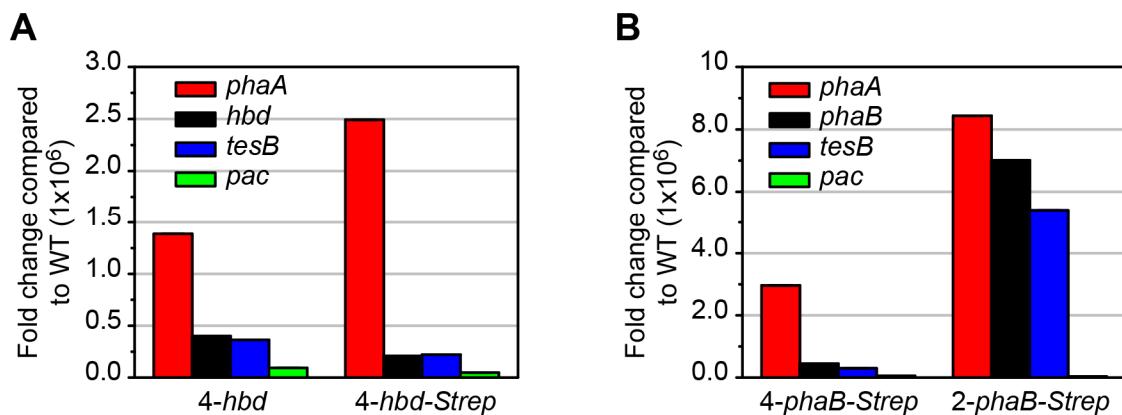 A
Fold change compared
to WT (1x10⁶)
3.0
2.5
2.0
1.5
1.0
0.5
0.0
phaA
hbd
tesB
pac
4-hbd
4-hbd-Strep
B
Fold change compared
to WT (1x10⁶)
10
8.0
6.0
4.0
2.0
0.0
phaA
phaB
tesB
pac
4-phaB-Strep
2-phaB-Strep